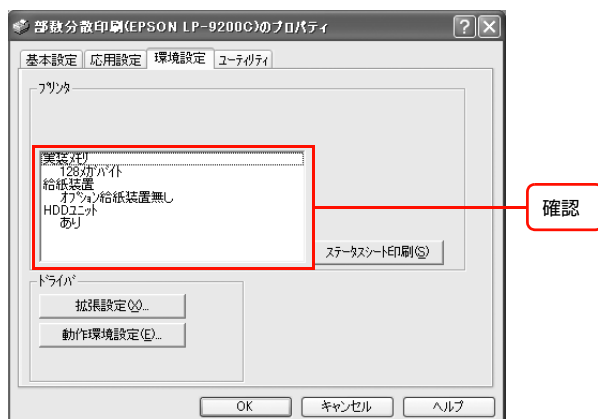 部数分散印刷(EPSON LP-9200C)のプロパティ
基本設定 応用設定 環境設定 ユーティリティ
プリンタ
実装メモリ
128メガバイト
給紙装置
オプション給紙装置無し
HDDユニット
あり
確認
ステータスシート印刷(S)
ドライバ
拡張設定(X)...
動作環境設定(E)...
OK キャンセル ヘルプ